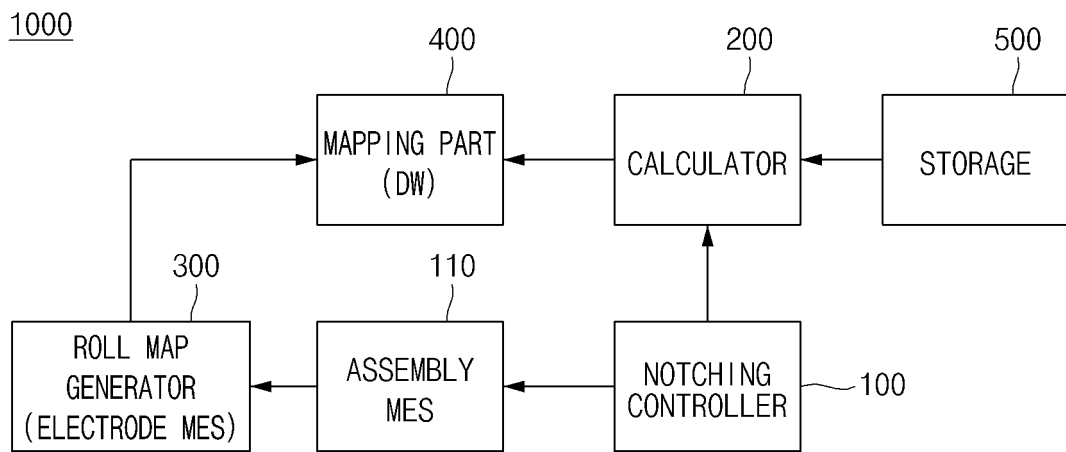 1000
400
200
500
MAPPING PART
(DW)
CALCULATOR
STORAGE
300
110
ROLL MAP
GENERATOR
(ELECTRODE MES)
ASSEMBLY
MES
NOTCHING
CONTROLLER
100